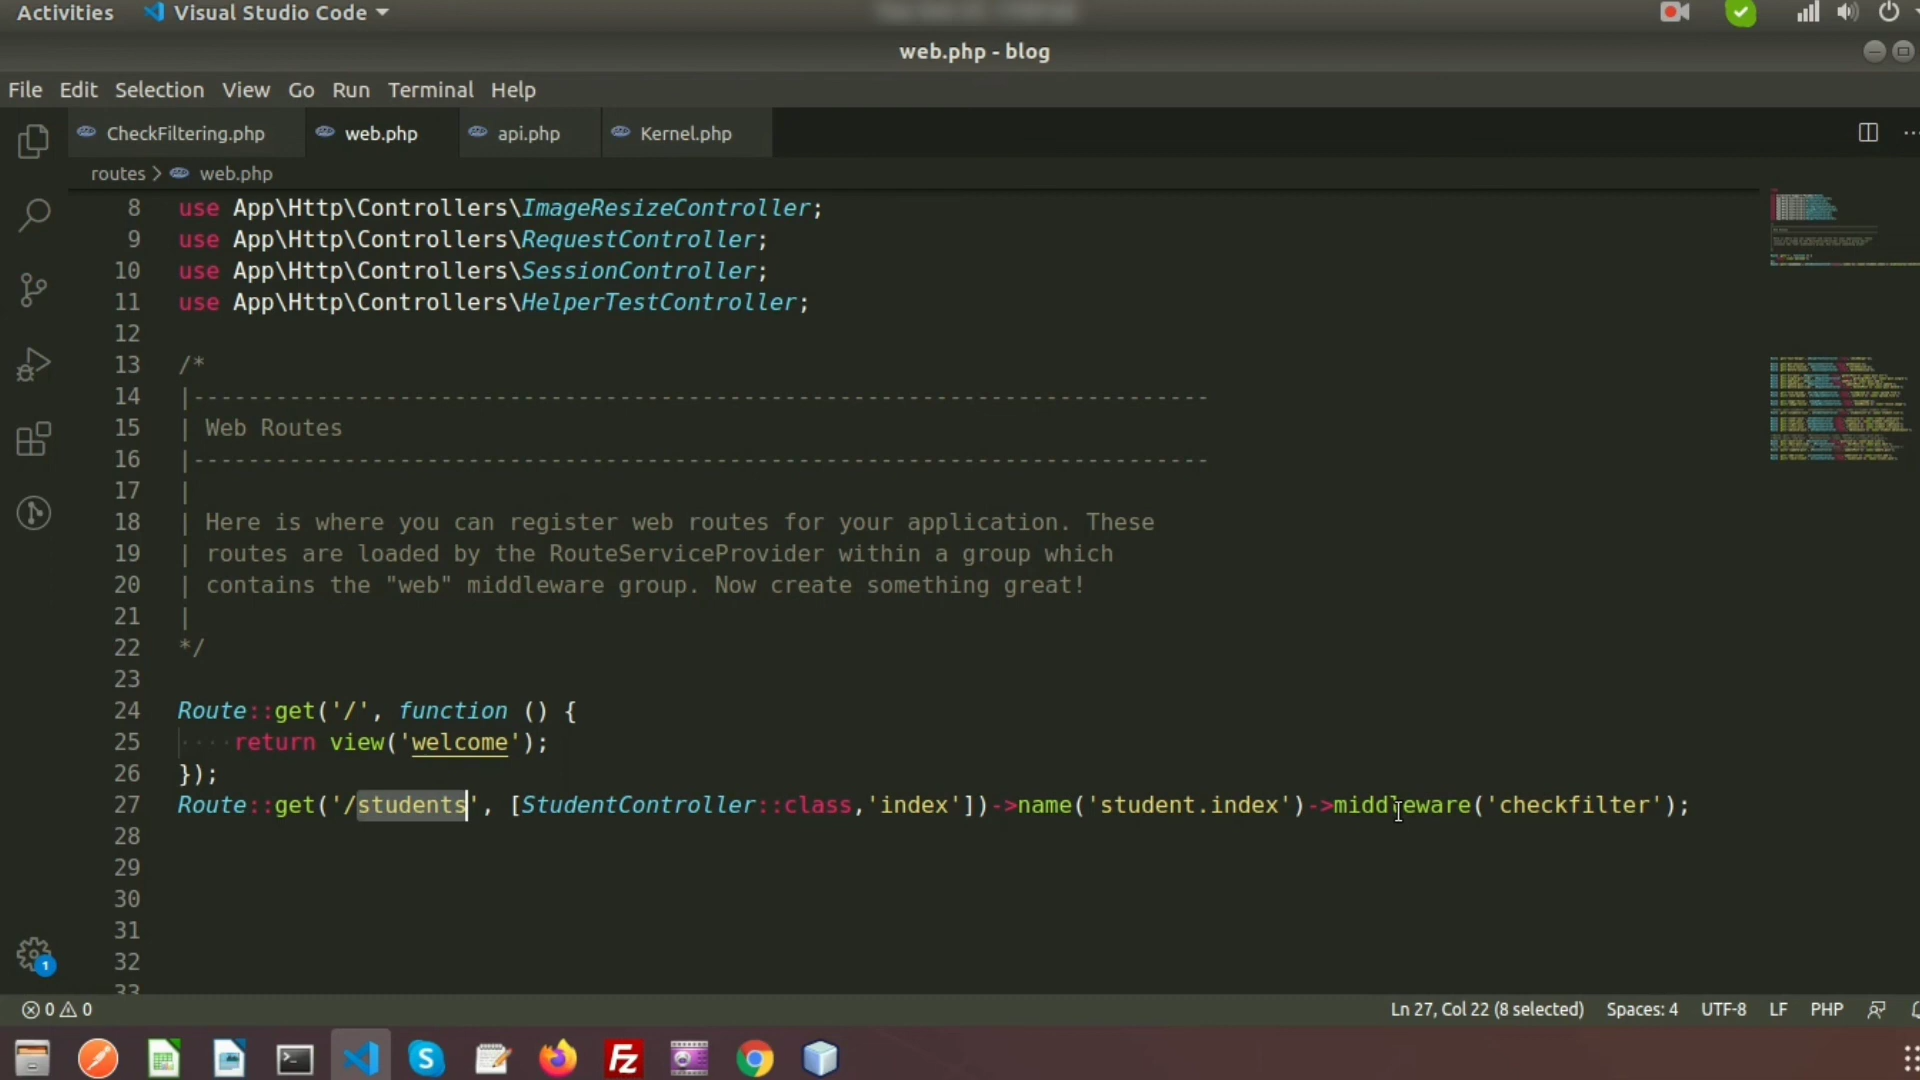 Activities Visual Studio Code
web.php - blog
File Edit Selection View Go Run Terminal Help
CheckFiltering.php web.php api.php Kernel.php
routes > web.php
8 use App\Http\Controllers\ImageResizeController;
9 use App\Http\Controllers\RequestController;
10 use App\Http\Controllers\SessionController;
11 use App\Http\Controllers\HelperTestController;
12
13 /*
14 |--------------------------------------------------------------------------
15 | Web Routes
16 |--------------------------------------------------------------------------
17 |
18 | Here is where you can register web routes for your application. These
19 | routes are loaded by the RouteServiceProvider within a group which
20 | contains the "web" middleware group. Now create something great!
21 |
22 */
23
24 Route::get('/', function () {
25 ····return view('welcome');
26 });
27 Route::get('/students', [StudentController::class,'index'])->name('student.index')->middleware('checkfilter');
28
29
30
31
32
33
1
0 0 Ln 27, Col 22 (8 selected) Spaces: 4 UTF-8 LF PHP
S Fz